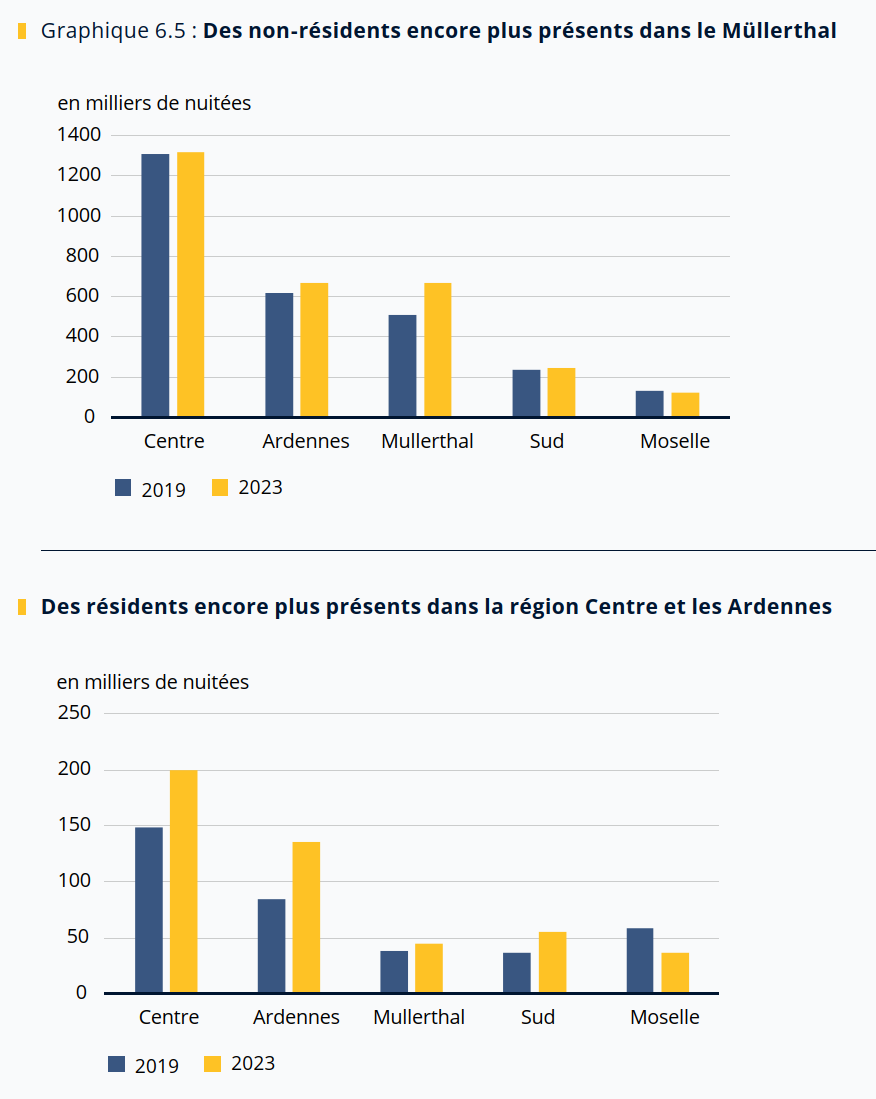 Graphique 6.5 : Des non-résidents encore plus présents dans le Müllerthal
en milliers de nuitées
1400
1200
1000
800
600
400
200
0
Centre Ardennes Mullerthal Sud Moselle
2019 2023
Des résidents encore plus présents dans la région Centre et les Ardennes
en milliers de nuitées
250
200
150
100
50
0
Centre Ardennes Mullerthal Sud Moselle
2019 2023